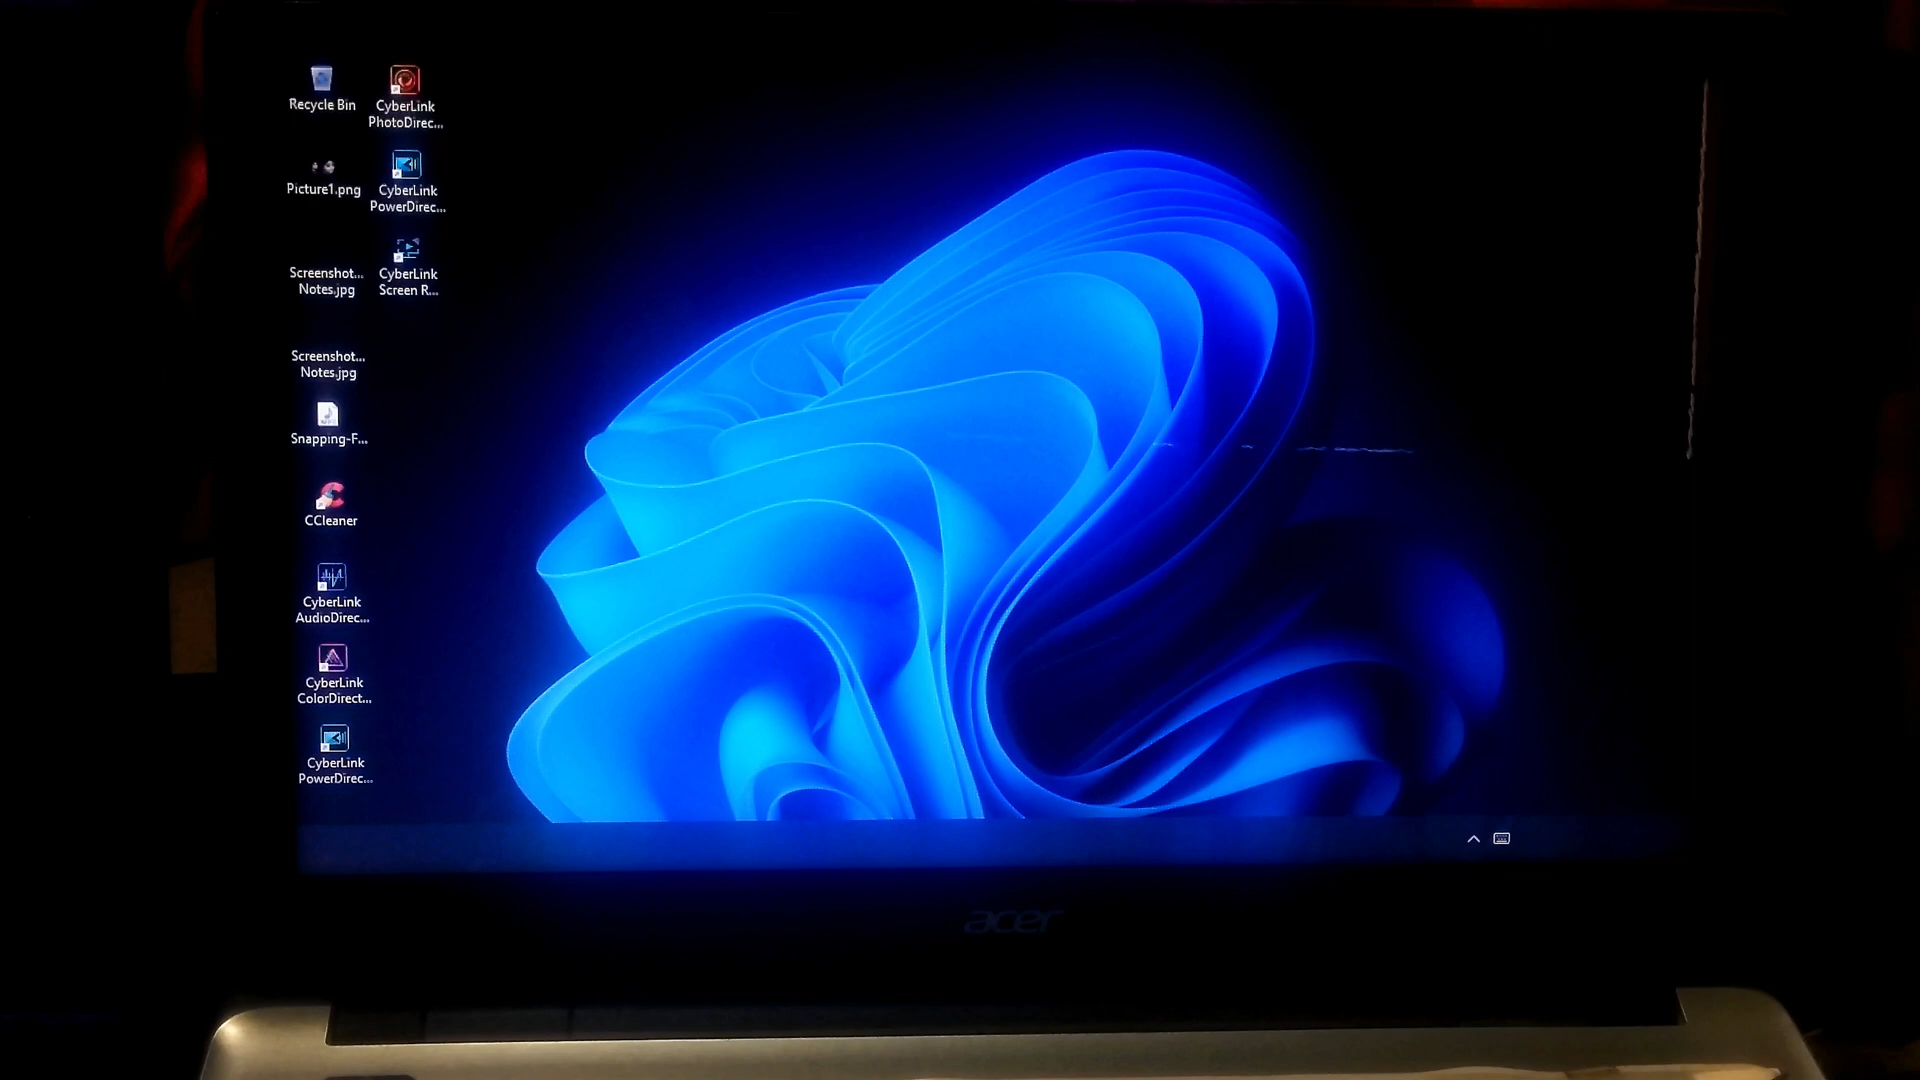 Recycle Bin
CyberLink
PhotoDirec...
Picture1.png
CyberLink
PowerDirec...
Screenshot...
Notes.jpg
CyberLink
Screen R...
Screenshot...
Notes.jpg
Snapping-F...
CCleaner
CyberLink
AudioDirec...
CyberLink
ColorDirect...
CyberLink
PowerDirec...
acer